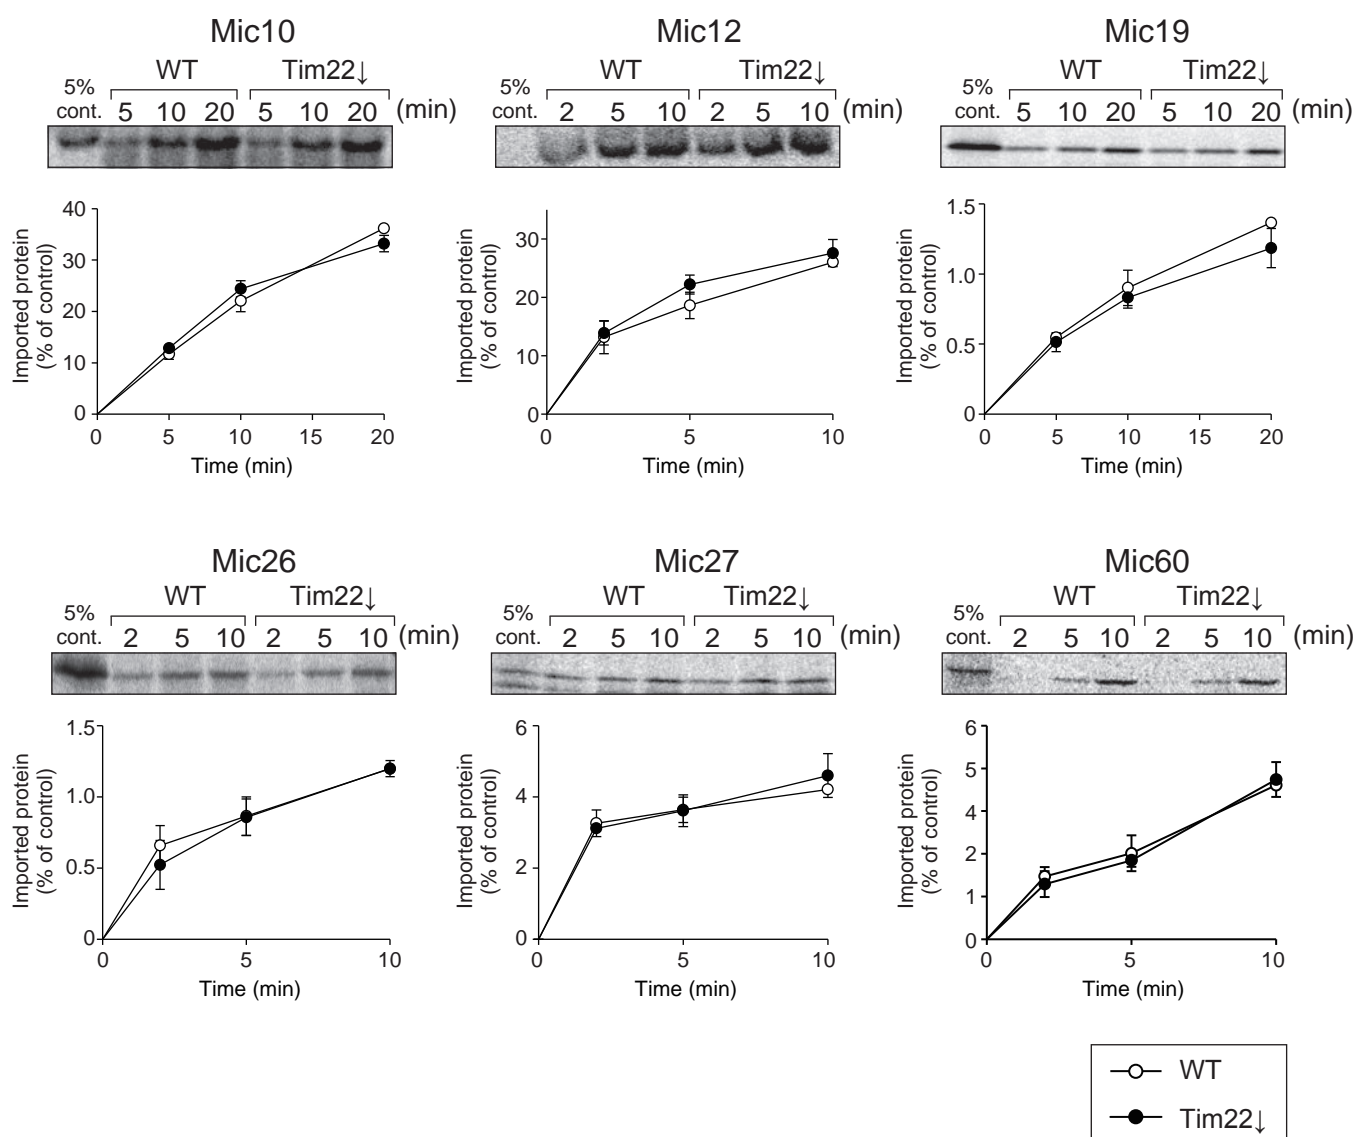 Mic10
WT Tim22↓
5%
cont. 5 10 20 5 10 20 (min)
40
30
20
10
0
Imported protein
(% of control)
0 5 10 15 20
Time (min)
Mic12
WT Tim22↓
5%
cont. 2 5 10 2 5 10 (min)
30
20
10
0
Imported protein
(% of control)
0 5 10
Time (min)
Mic19
WT Tim22↓
5%
cont. 5 10 20 5 10 20 (min)
1.5
1.0
0.5
0
Imported protein
(% of control)
0 5 10 15 20
Time (min)
Mic26
WT Tim22↓
5%
cont. 2 5 10 2 5 10 (min)
1.5
1.0
0.5
0
Imported protein
(% of control)
0 5 10
Time (min)
Mic27
WT Tim22↓
5%
cont. 2 5 10 2 5 10 (min)
6
4
2
0
Imported protein
(% of control)
0 5 10
Time (min)
Mic60
WT Tim22↓
5%
cont. 2 5 10 2 5 10 (min)
6
5
4
2
1
0
Imported protein
(% of control)
0 5 10
Time (min)
WT
Tim22↓